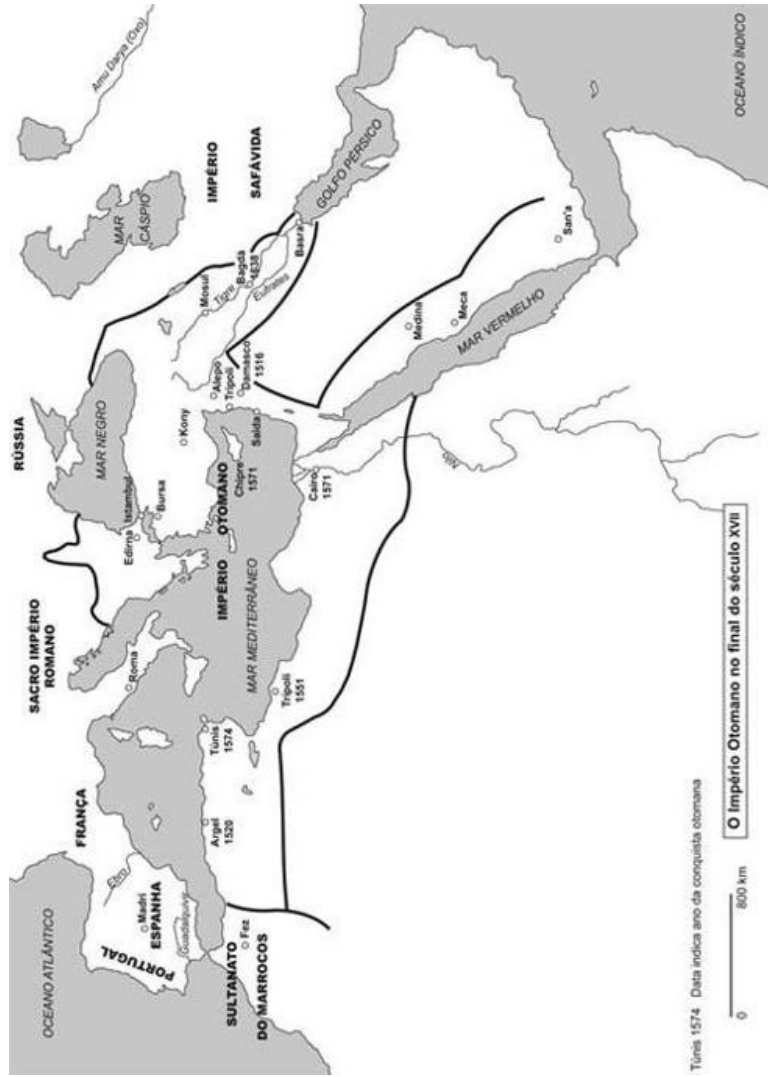 OCEANO ATLÂNTICO
FRANÇA
SACRO IMPÉRIO
ROMANO
RÚSSIA
MAR
CÁSPIO
Amu Darya (Oxo)
IMPÉRIO
SAFÁVIDA
Ebro
Madri
ESPANHA
PORTUGAL
Guadalquivir
Roma
MAR NEGRO
Edirna
Istambul
Bursa
Kony
Mosul
Tigre
Bagdá
1638
Eufrates
Basra
GOLFO PÉRSICO
SULTANATO
DO MARROCOS
Fez
Argel
1520
Túnis
1574
IMPÉRIO
OTOMANO
Chipre
1571
Alepo
Trípoli
Damasco
1516
Saida
MAR MEDITERRÂNEO
Trípoli
1551
Cairo
1571
Nilo
Medina
Meca
MAR VERMELHO
San'a
OCEANO ÍNDICO
Túnis 1574 Data indica ano da conquista otomana
0 800 km
O Império Otomano no final do século XVII